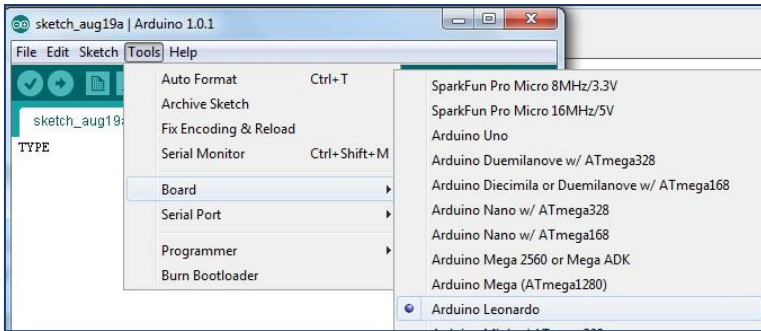 sketch_aug19a | Arduino 1.0.1
File Edit Sketch Tools Help
sketch_aug19a
TYPE
Auto Format Ctrl+T
Archive Sketch
Fix Encoding & Reload
Serial Monitor Ctrl+Shift+M
Board
Serial Port
Programmer
Burn Bootloader
SparkFun Pro Micro 8MHz/3.3V
SparkFun Pro Micro 16MHz/5V
Arduino Uno
Arduino Duemilanove w/ ATmega328
Arduino Diecimila or Duemilanove w/ ATmega168
Arduino Nano w/ ATmega328
Arduino Nano w/ ATmega168
Arduino Mega 2560 or Mega ADK
Arduino Mega (ATmega1280)
Arduino Leonardo